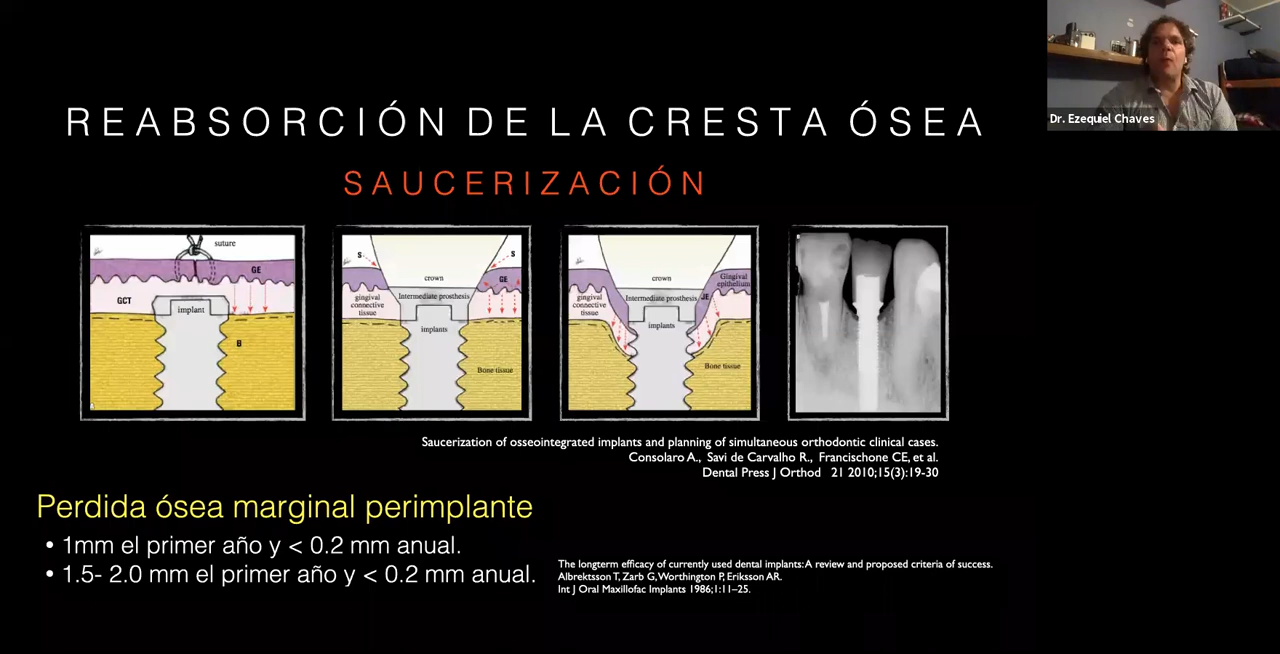 REABSORCIÓN DE LA CRESTA ÓSEA
SAUCERIZACIÓN
Dr. Ezequiel Chaves
suture
GE
GCT
implant
B
S
S
crown
GE
gingival
connective
tissue
Intermediate prosthesis
implants
Bone tissue
crown
Gingival
epithelium
gingival
connective
tissue
Intermediate prosthesis
JE
implants
Bone tissue
Saucerization of osseointegrated implants and planning of simultaneous orthodontic clinical cases.
Consolaro A., Savi de Carvalho R., Francischone CE, et al.
Dental Press J Orthod 21 2010;15(3):19-30
Perdida ósea marginal perimplante
• 1mm el primer año y < 0.2 mm anual.
• 1.5- 2.0 mm el primer año y < 0.2 mm anual.
The longterm efficacy of currently used dental implants: A review and proposed criteria of success.
Albrektsson T, Zarb G, Worthington P, Eriksson AR.
Int J Oral Maxillofac Implants 1986;1:11–25.